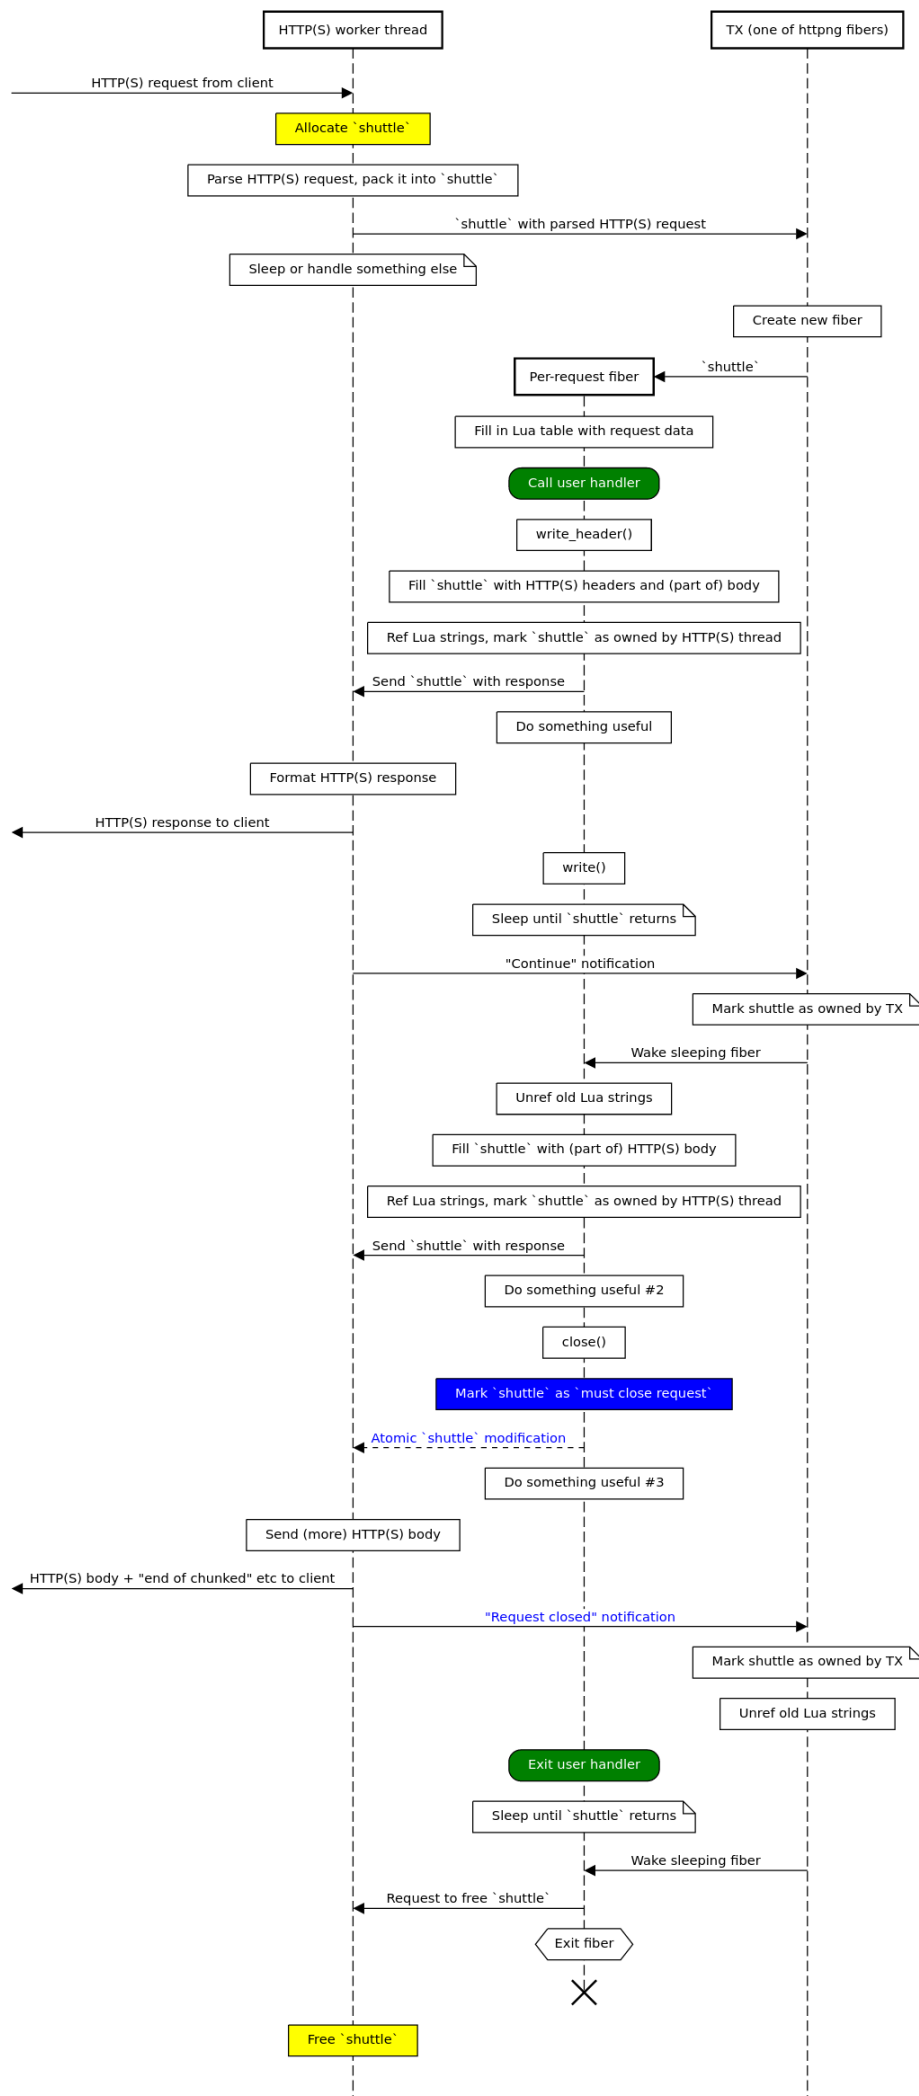 HTTP(S) worker thread
TX (one of httpng fibers)
HTTP(S) request from client
Allocate `shuttle`
Parse HTTP(S) request, pack it into `shuttle`
`shuttle` with parsed HTTP(S) request
Sleep or handle something else
Create new fiber
`shuttle`
Per-request fiber
Fill in Lua table with request data
Call user handler
write_header()
Fill `shuttle` with HTTP(S) headers and (part of) body
Ref Lua strings, mark `shuttle` as owned by HTTP(S) thread
Send `shuttle` with response
Do something useful
Format HTTP(S) response
HTTP(S) response to client
write()
Sleep until `shuttle` returns
"Continue" notification
Mark shuttle as owned by TX
Wake sleeping fiber
Unref old Lua strings
Fill `shuttle` with (part of) HTTP(S) body
Ref Lua strings, mark `shuttle` as owned by HTTP(S) thread
Send `shuttle` with response
Do something useful #2
close()
Mark `shuttle` as `must close request`
Atomic `shuttle` modification
Do something useful #3
Send (more) HTTP(S) body
HTTP(S) body + "end of chunked" etc to client
"Request closed" notification
Mark shuttle as owned by TX
Unref old Lua strings
Exit user handler
Sleep until `shuttle` returns
Wake sleeping fiber
Request to free `shuttle`
Exit fiber
Free `shuttle`